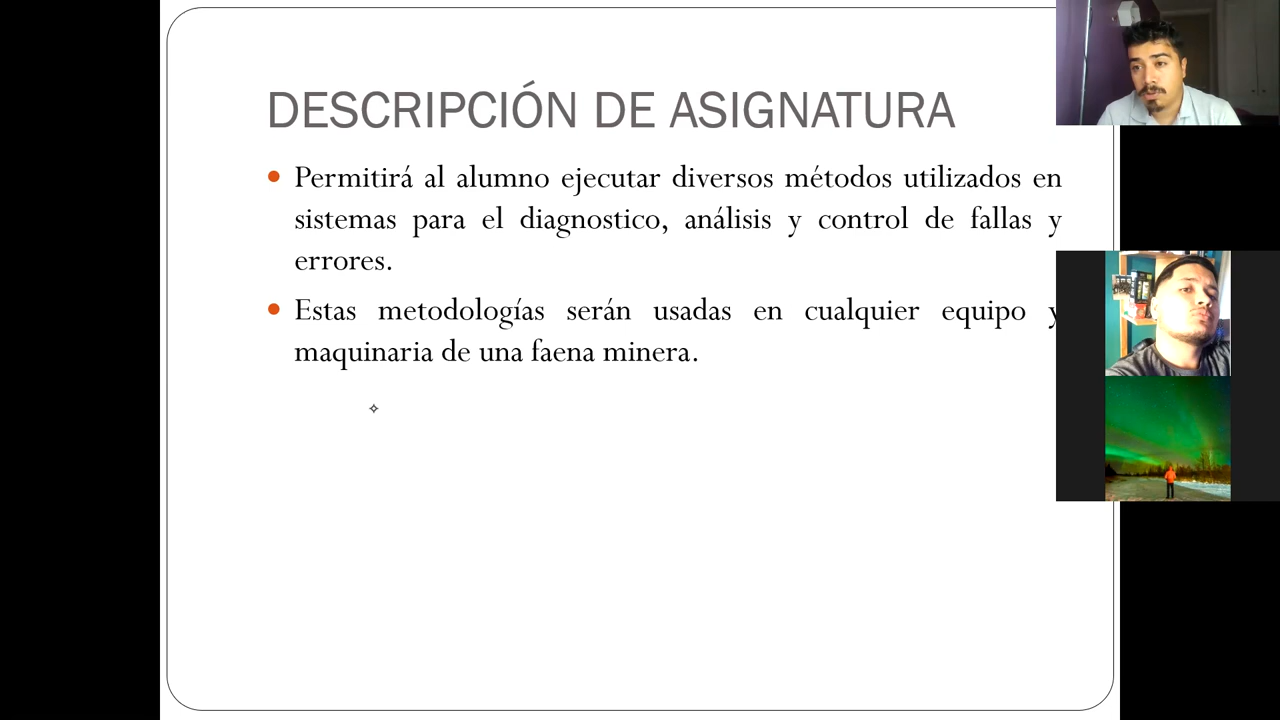 DESCRIPCIÓN DE ASIGNATURA
Permitirá al alumno ejecutar diversos métodos utilizados en
sistemas para el diagnostico, análisis y control de fallas y
errores.
Estas metodologías serán usadas en cualquier equipo y
maquinaria de una faena minera.